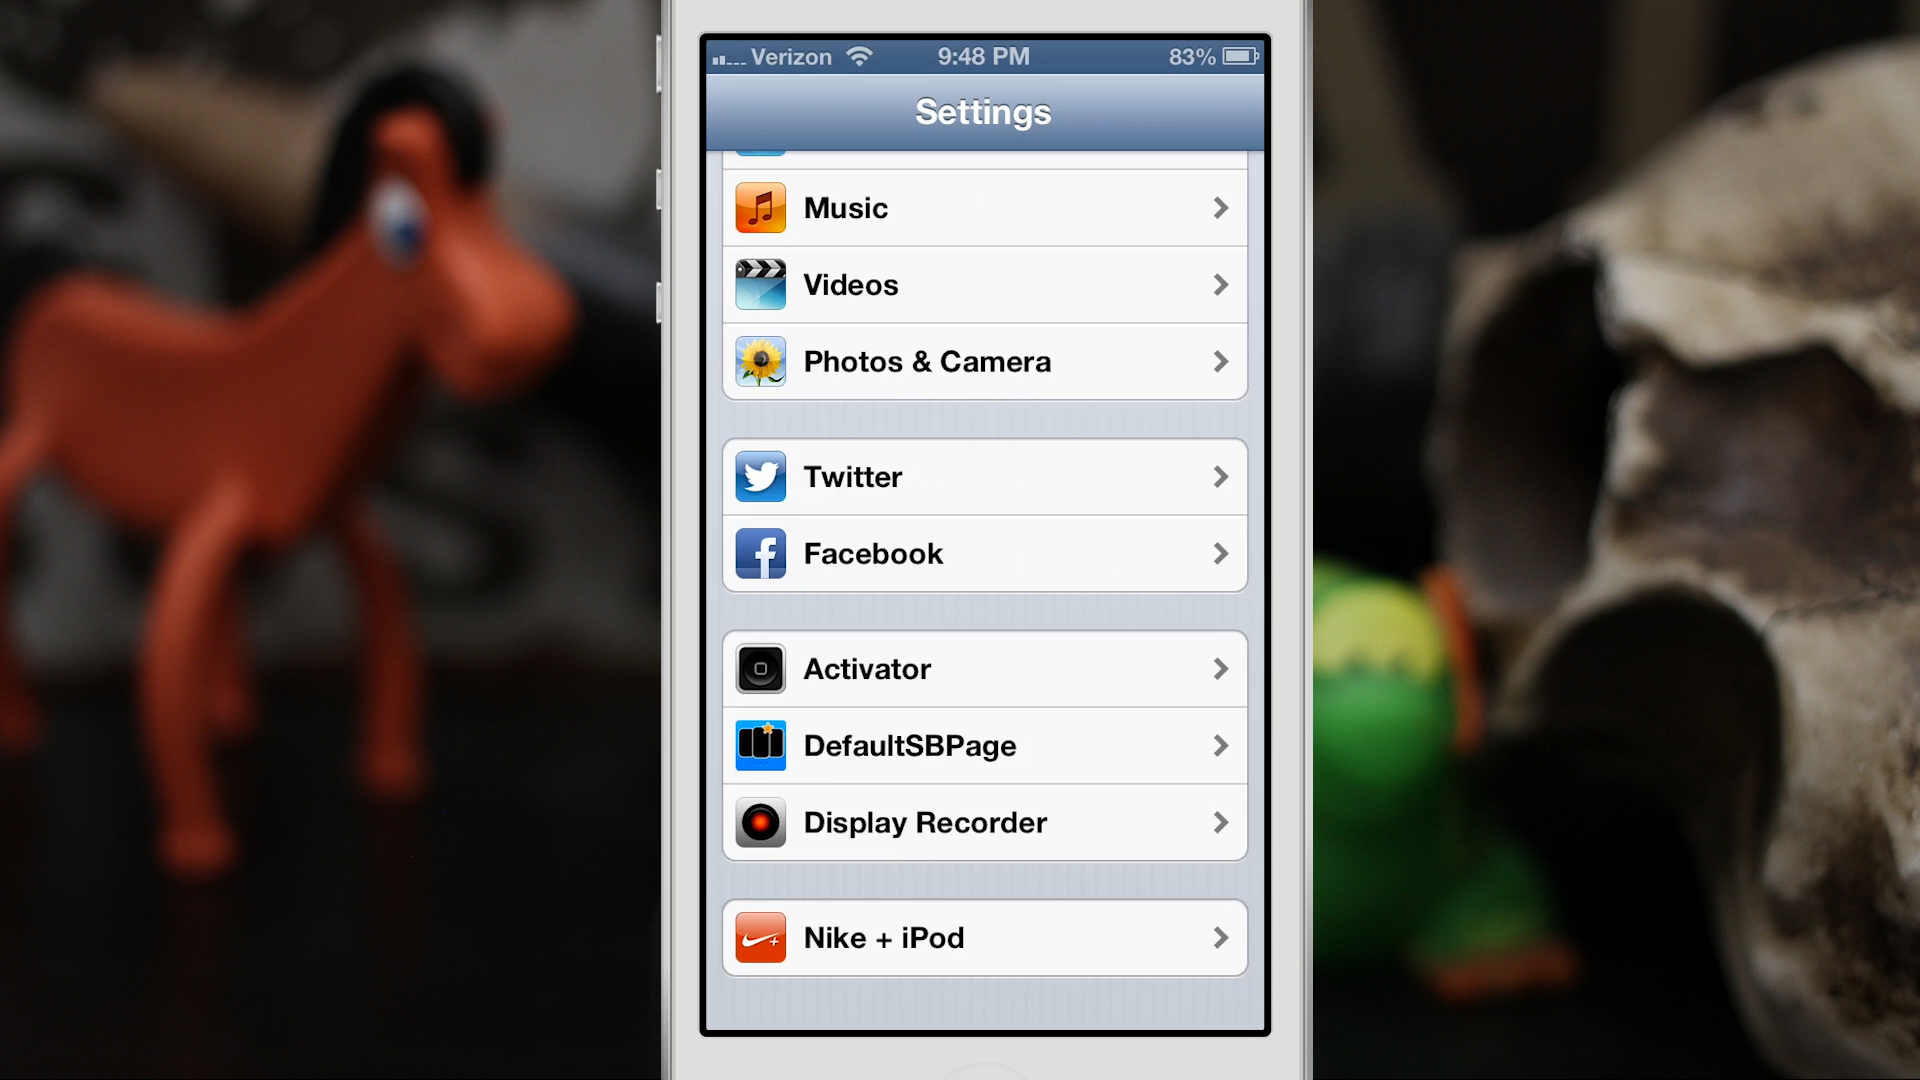 Verizon 9:48 PM 83%
Settings
Music
Videos
Photos & Camera
Twitter
Facebook
Activator
DefaultSBPage
Display Recorder
Nike + iPod